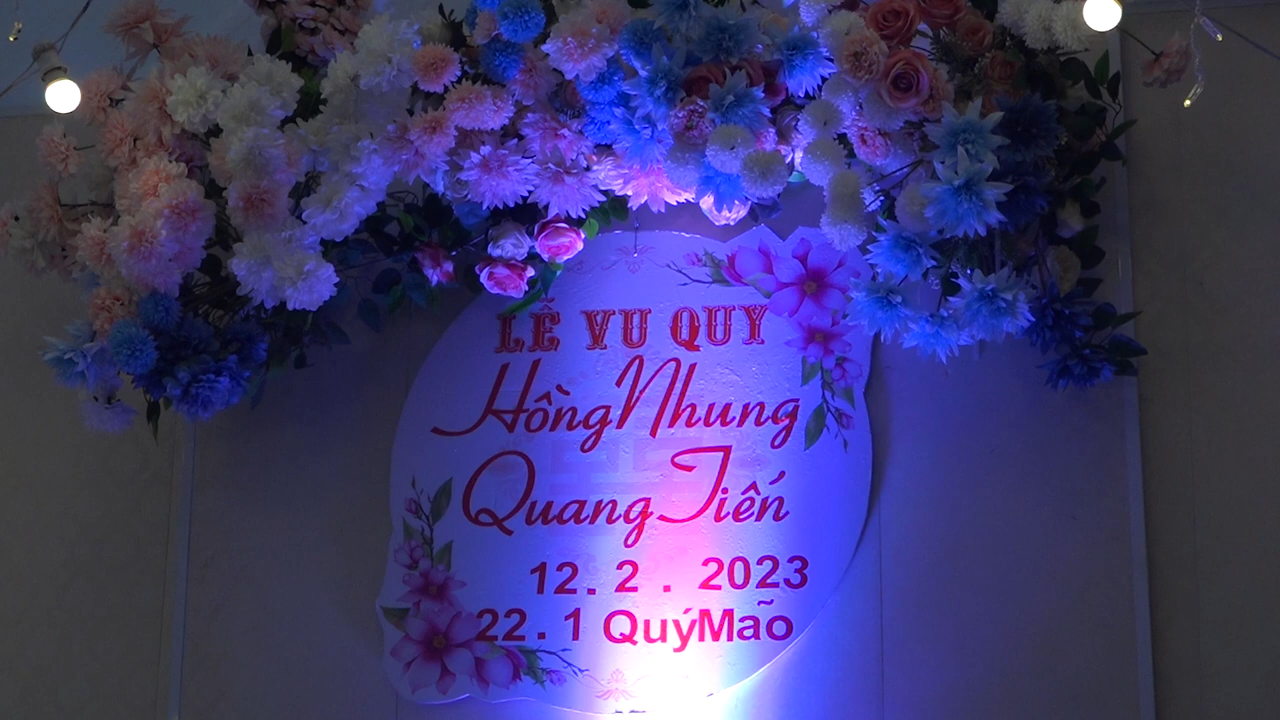 LỄ VU QUY
Hồng Nhung
Quang Tiến
12 . 2 . 2023
22 . 1 Quý Mão